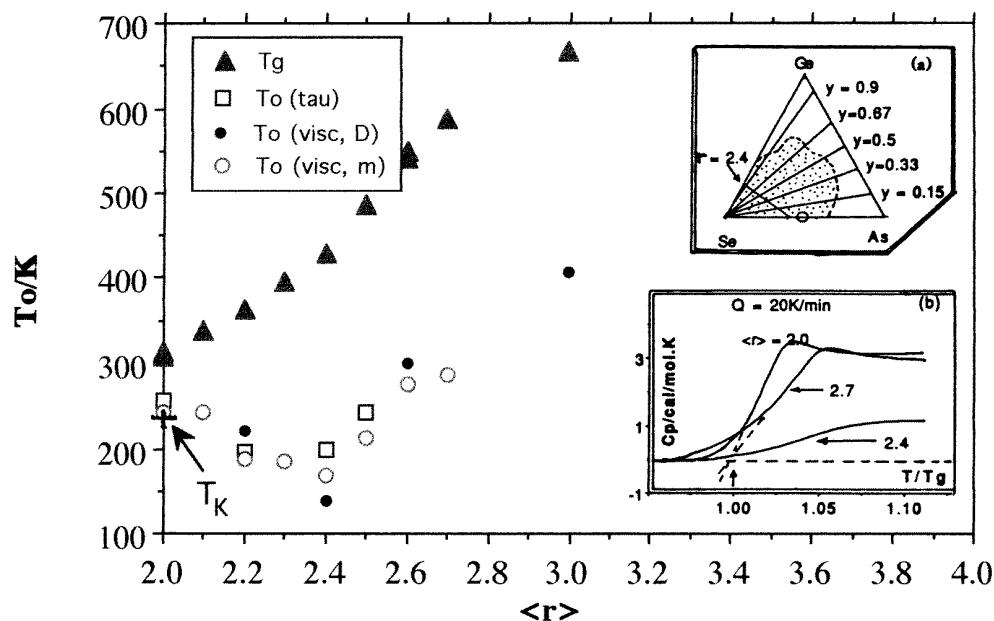 700
600
500
400
300
200
100
To/K
2.0 2.2 2.4 2.6 2.8 3.0 3.2 3.4 3.6 3.8 4.0
<r>
Tg
To (tau)
To (visc, D)
To (visc, m)
T_K
(a)
Ge
y = 0.9
y=0.67
y=0.5
y=0.33
y = 0.15
r = 2.4
Se
As
Q = 20K/min
(b)
<r> = 2.0
2.7
2.4
Cp/cal/mol.K
3
1
-1
T/Tg
1.00 1.05 1.10